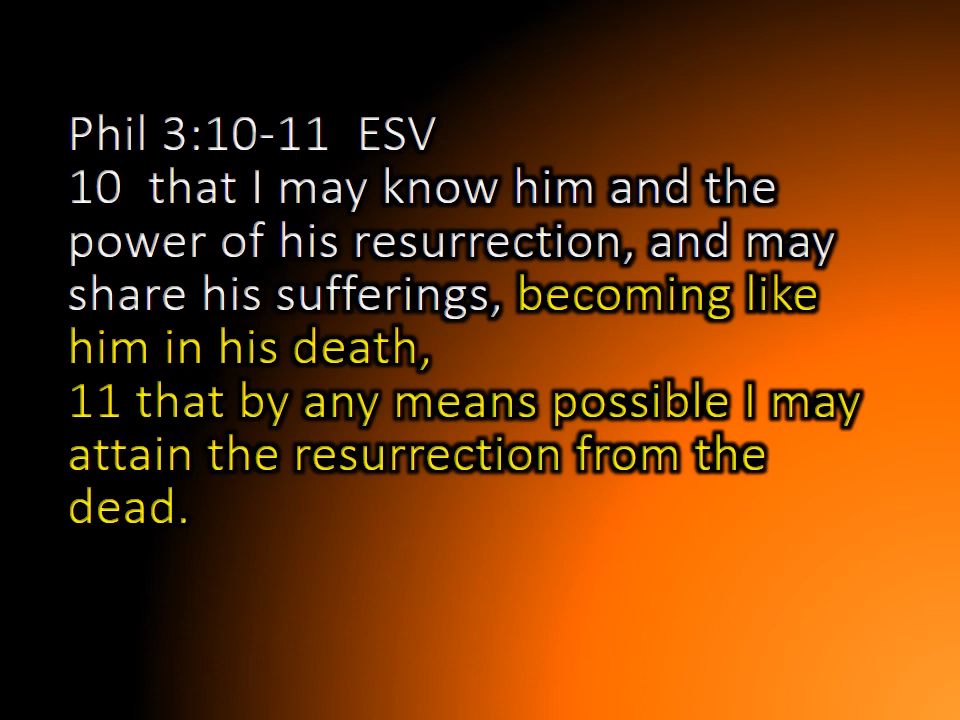 Phil 3:10-11  ESV
10  that I may know him and the
power of his resurrection, and may
share his sufferings, becoming like
him in his death,
11 that by any means possible I may
attain the resurrection from the
dead.